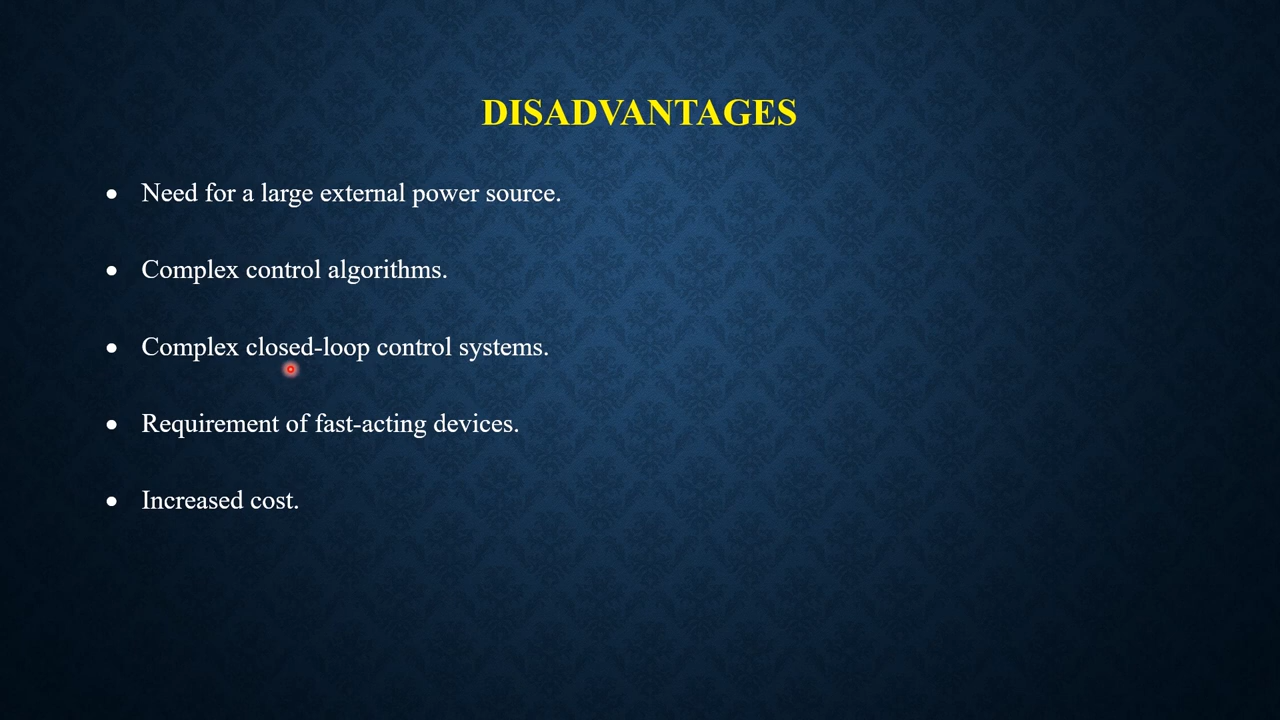 DISADVANTAGES
• Need for a large external power source.
• Complex control algorithms.
• Complex closed-loop control systems.
• Requirement of fast-acting devices.
• Increased cost.